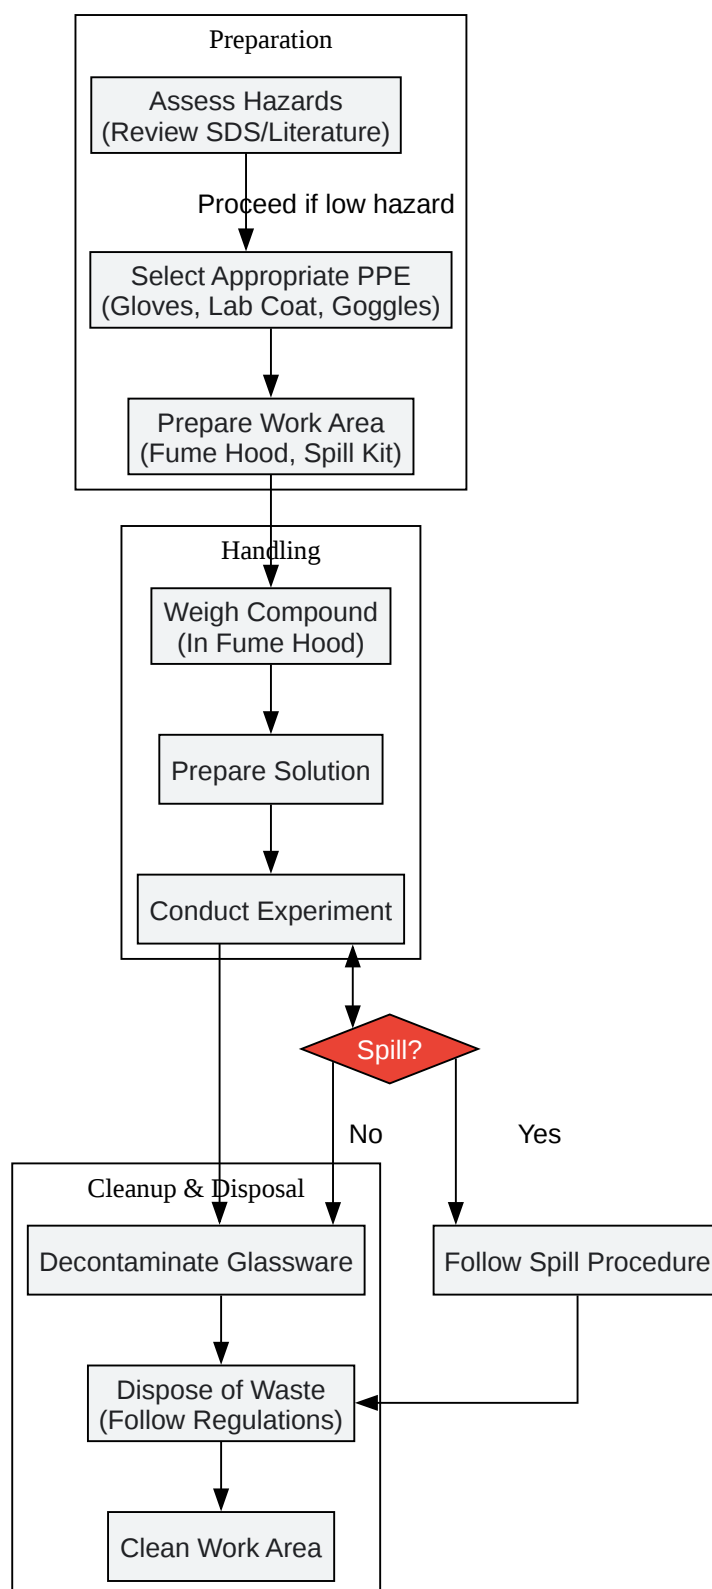 Preparation
Assess Hazards
(Review SDS/Literature)
Proceed if low hazard
Select Appropriate PPE
(Gloves, Lab Coat, Goggles)
Prepare Work Area
(Fume Hood, Spill Kit)
Handling
Weigh Compound
(In Fume Hood)
Prepare Solution
Conduct Experiment
Spill?
No
Yes
Cleanup & Disposal
Decontaminate Glassware
Follow Spill Procedure
Dispose of Waste
(Follow Regulations)
Clean Work Area